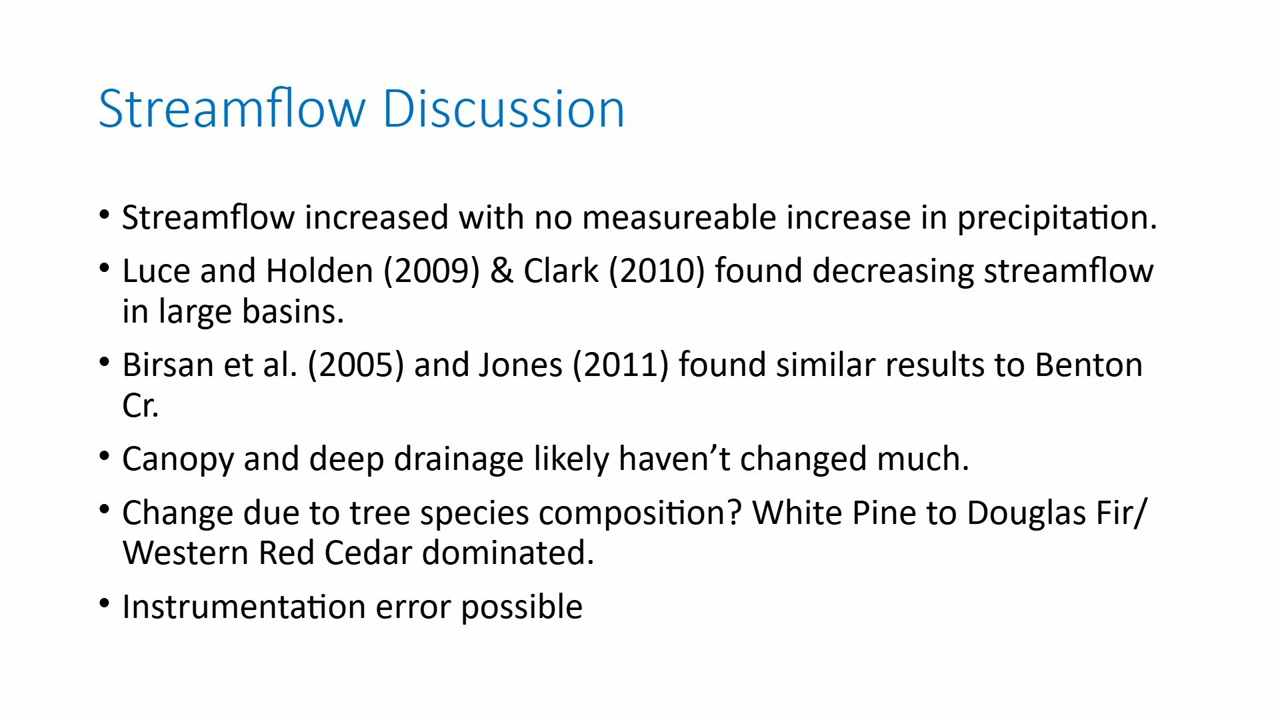 Streamflow Discussion
• Streamflow increased with no measureable increase in precipitation.
• Luce and Holden (2009) & Clark (2010) found decreasing streamflow
in large basins.
• Birsan et al. (2005) and Jones (2011) found similar results to Benton
Cr.
• Canopy and deep drainage likely haven’t changed much.
• Change due to tree species composition? White Pine to Douglas Fir/
Western Red Cedar dominated.
• Instrumentation error possible